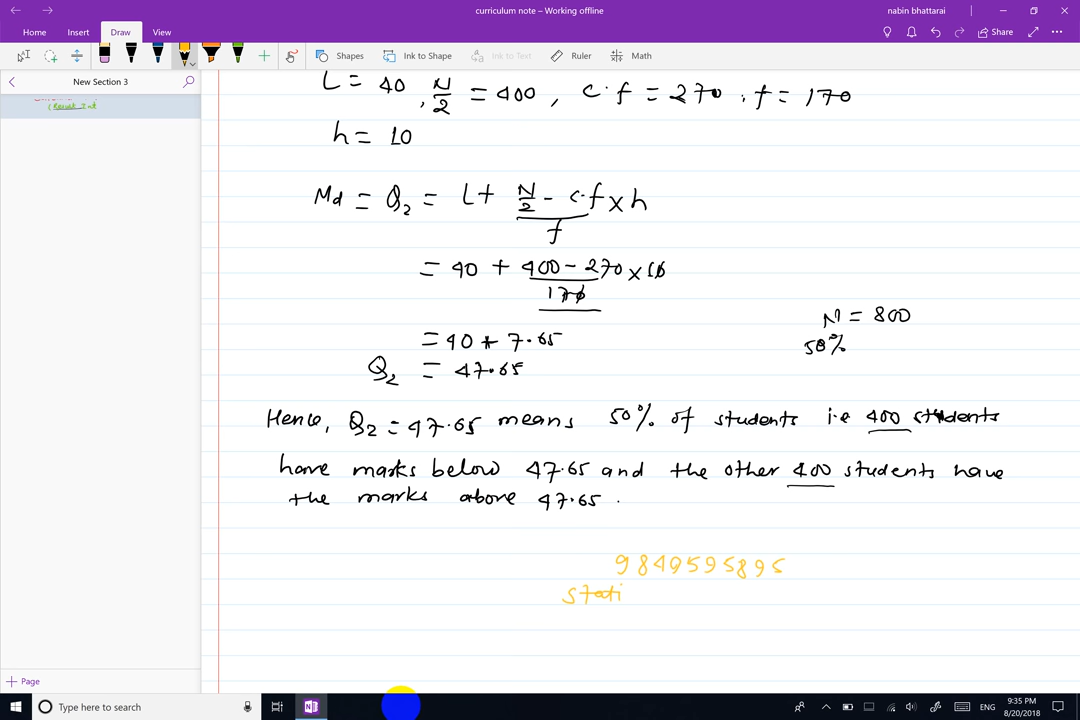 curriculum note – Working offline
nabin bhattarai
Home Insert Draw View
Share
Shapes Ink to Shape Ink to Text Ruler Math
New Section 3
(Result 2nd
L = 40, N/2 = 400, c.f = 270, f = 170
h = 10
Md = Q2 = L + N/2 - c.f × h
f
= 40 + 400 - 270 × 10
170
N = 800
= 40 + 7.65
50%
Q2 = 47.65
Hence, Q2 = 47.65 means 50% of students i.e 400 students
have marks below 47.65 and the other 400 students have
the marks above 47.65.
9849595895
stati
+ Page
Type here to search
ENG
9:35 PM
8/20/2018